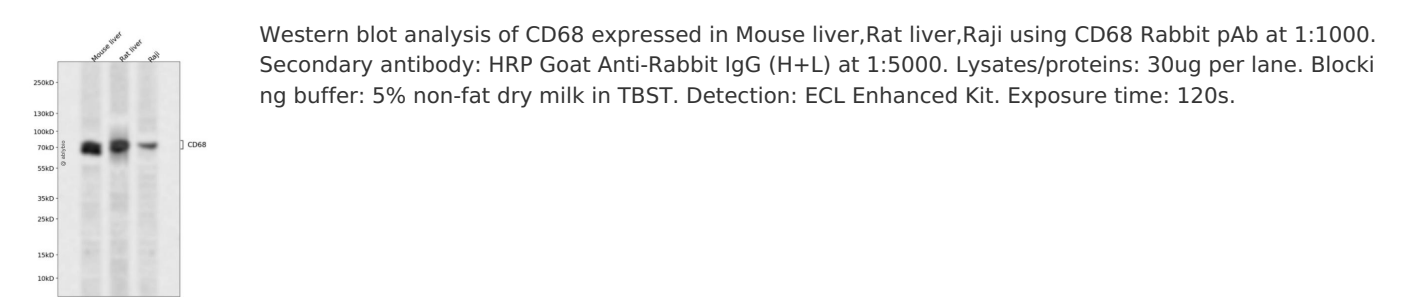 Mouse liver
Rat liver
Raji
250kD
130kD
100kD
70kD
55kD
35kD
25kD
15kD
10kD
CD68
Western blot analysis of CD68 expressed in Mouse liver,Rat liver,Raji using CD68 Rabbit pAb at 1:1000.
Secondary antibody: HRP Goat Anti-Rabbit IgG (H+L) at 1:5000. Lysates/proteins: 30ug per lane. Blocki
ng buffer: 5% non-fat dry milk in TBST. Detection: ECL Enhanced Kit. Exposure time: 120s.